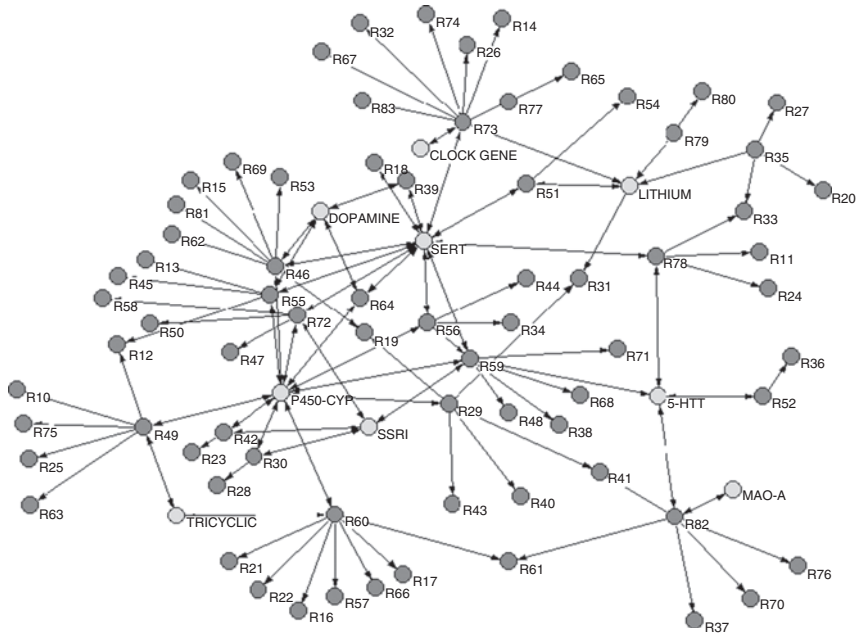 R74
R14
R32
R26
R67
R65
R83
R77
R54
R80
R73
R27
R79
CLOCK GENE
R35
R18
R69
R15
R53
R39
R51
LITHIUM
R20
R81
DOPAMINE
R33
R62
SERT
R46
R78
R11
R13
R45
R55
R64
R44
R31
R24
R58
R72
R50
R56
R34
R12
R19
R47
R59
R71
R36
R10
P450-CYP
R68
5-HTT
R52
R75
R49
R42
SSRI
R29
R48
R38
R23
R30
R25
R28
R41
R63
R43
R40
MAO-A
TRICYCLIC
R60
R82
R21
R17
R61
R76
R22
R16
R57
R66
R70
R37